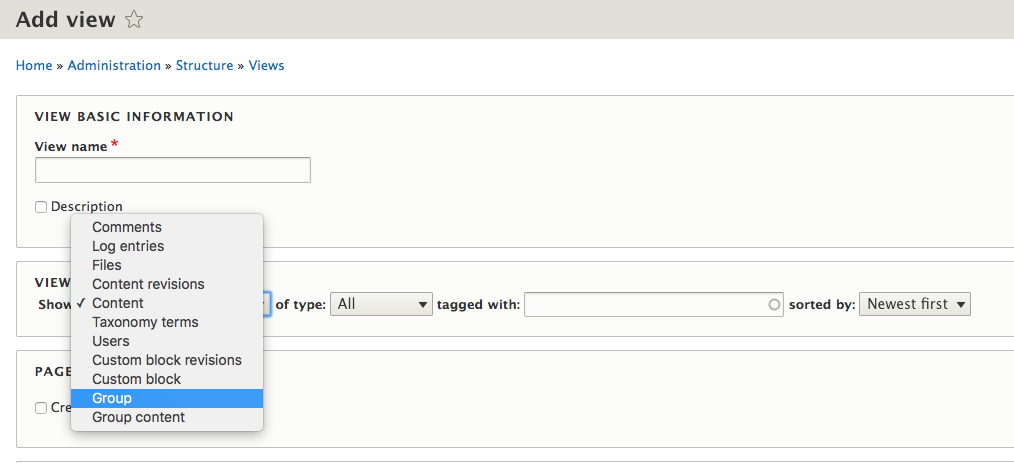 Add view
Home » Administration » Structure » Views
VIEW BASIC INFORMATION
View name *
Description
VIEW
Show
Comments
Log entries
Files
Content revisions
✓ Content
Taxonomy terms
Users
Custom block revisions
Custom block
Group
Group content
of type: All tagged with: sorted by: Newest first
PAGE
Cre